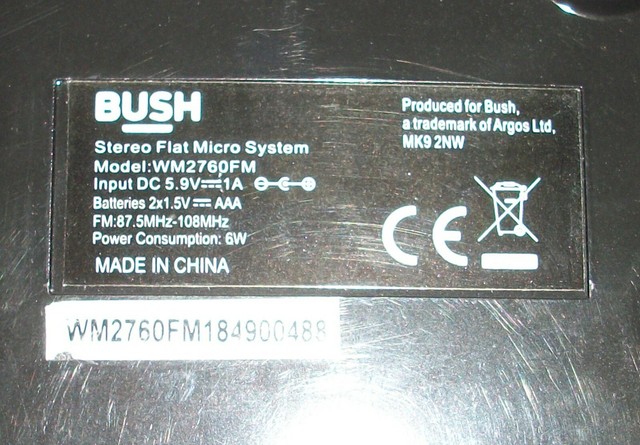 BUSH
Stereo Flat Micro System
Model:WM2760FM
Input DC 5.9V⎓1A
Batteries 2x1.5V⎓ AAA
FM:87.5MHz-108MHz
Power Consumption: 6W
MADE IN CHINA
Produced for Bush,
a trademark of Argos Ltd,
MK9 2NW
CE
WM2760FM184900488